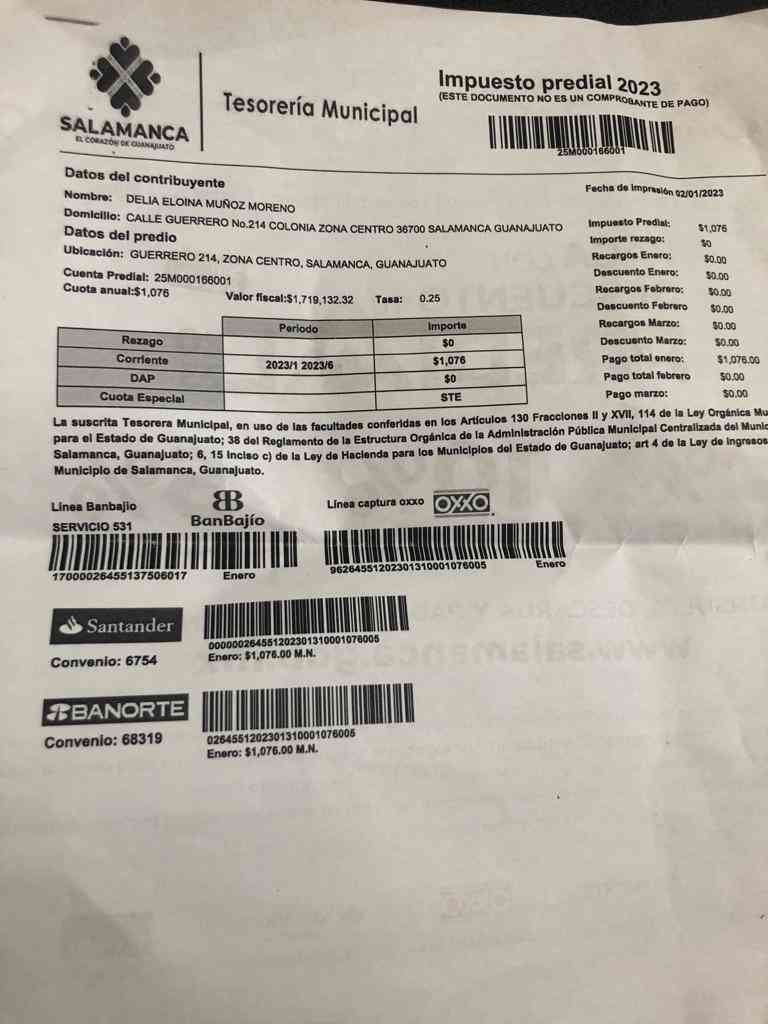 SALAMANCA
EL CORAZÓN DE GUANAJUATO
Tesorería Municipal
Impuesto predial 2023
(ESTE DOCUMENTO NO ES UN COMPROBANTE DE PAGO)
25M000166001
Datos del contribuyente
Fecha de impresión 02/01/2023
Nombre: DELIA ELOINA MUÑOZ MORENO
Domicilio: CALLE GUERRERO No.214 COLONIA ZONA CENTRO 36700 SALAMANCA GUANAJUATO
Datos del predio
Ubicación: GUERRERO 214, ZONA CENTRO, SALAMANCA, GUANAJUATO
Cuenta Predial: 25M000166001
Cuota anual:$1,076 Valor fiscal:$1,719,132.32 Tasa: 0.25
Impuesto Predial: $1,076
Importe rezago: $0
Recargos Enero: $0.00
Descuento Enero: $0.00
Recargos Febrero: $0.00
Descuento Febrero $0.00
Recargos Marzo: $0.00
Descuento Marzo: $0.00
Pago total enero: $1,076.00
Pago total febrero $0.00
Pago marzo: $0.00
Periodo Importe
Rezago $0
Corriente 2023/1 2023/6 $1,076
DAP $0
Cuota Especial STE
La suscrita Tesorera Municipal, en uso de las facultades conferidas en los Artículos 130 Fracciones II y XVII, 114 de la Ley Orgánica Mu
para el Estado de Guanajuato; 38 del Reglamento de la Estructura Orgánica de la Administración Pública Municipal Centralizada del Munic
Salamanca, Guanajuato; 6, 15 Inciso c) de la Ley de Hacienda para los Municipios del Estado de Guanajuato; art 4 de la Ley de Ingresos
Municipio de Salamanca, Guanajuato.
Linea Banbajio
BanBajío
SERVICIO 531
17000026455137506017 Enero
Línea captura oxxo OXXO
96264551202301310001076005 Enero
Santander
Convenio: 6754
00000026455120230131000107 6005
Enero: $1,076.00 M.N.
BANORTE
Convenio: 68319
0264551202301310001076005
Enero: $1,076.00 M.N.